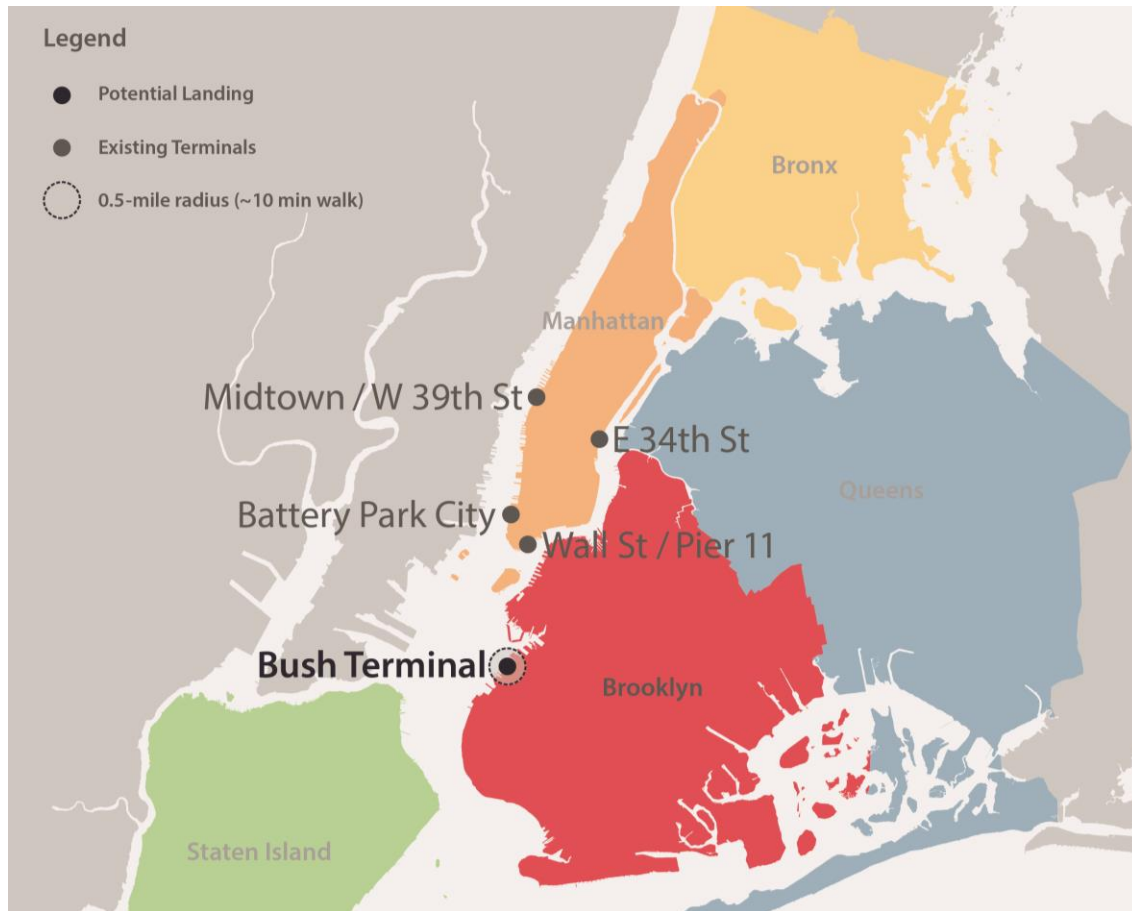 Legend
Potential Landing
Existing Terminals
0.5-mile radius (~10 min walk)
Bronx
Manhattan
Midtown / W 39th St
E 34th St
Queens
Battery Park City
Wall St / Pier 11
Bush Terminal
Brooklyn
Staten Island